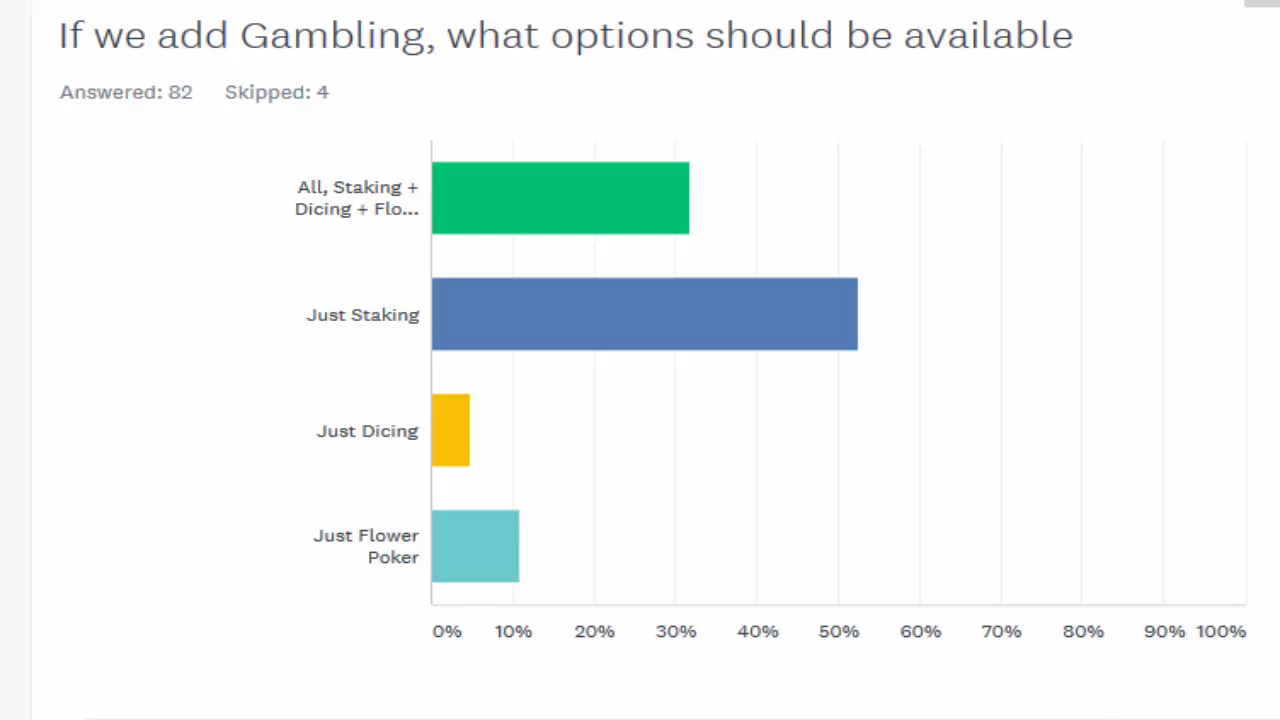 If we add Gambling, what options should be available
Answered: 82 Skipped: 4
All, Staking +
Dicing + Flo...
Just Staking
Just Dicing
Just Flower
Poker
0% 10% 20% 30% 40% 50% 60% 70% 80% 90% 100%